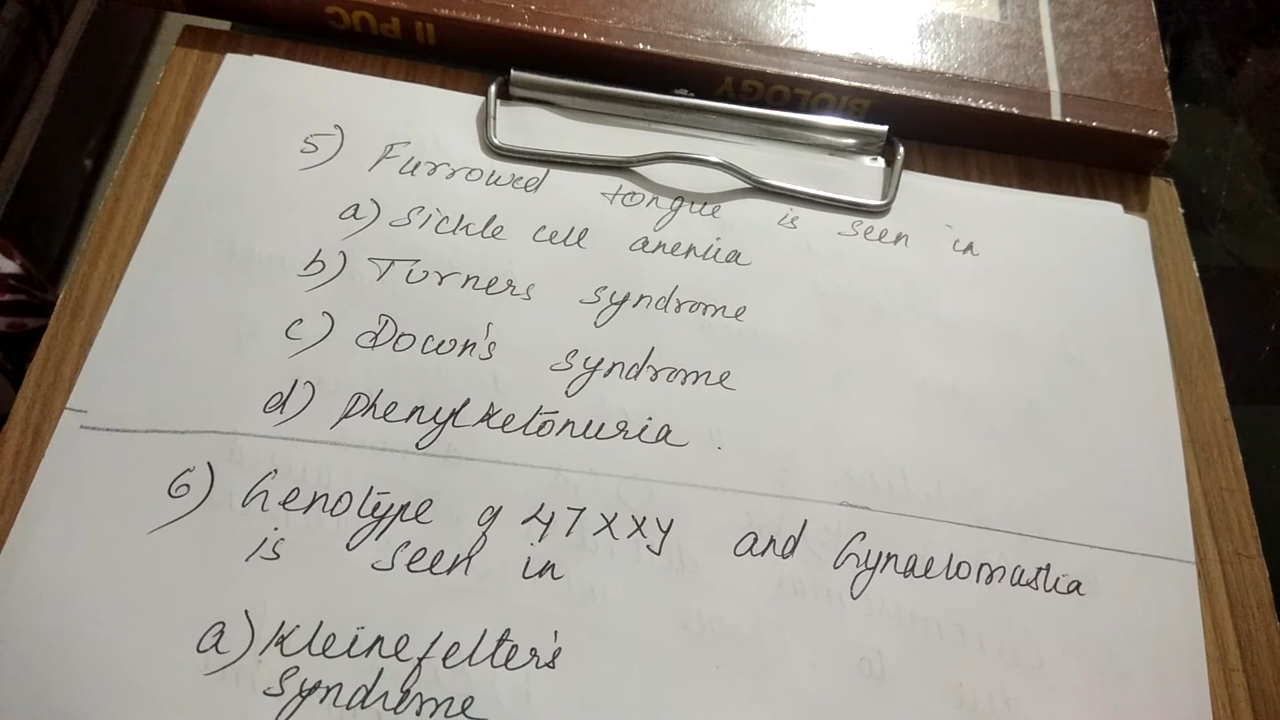 II PUC
BIOLOGY
5) Furrowed tongue is seen in
a) Sickle cell anemia
b) Turners syndrome
c) Down's syndrome
d) Phenylketonuria.
6) Genotype of 47XXY and Gynaecomastia
is seen in
a) Kleinefelter's
Syndrome